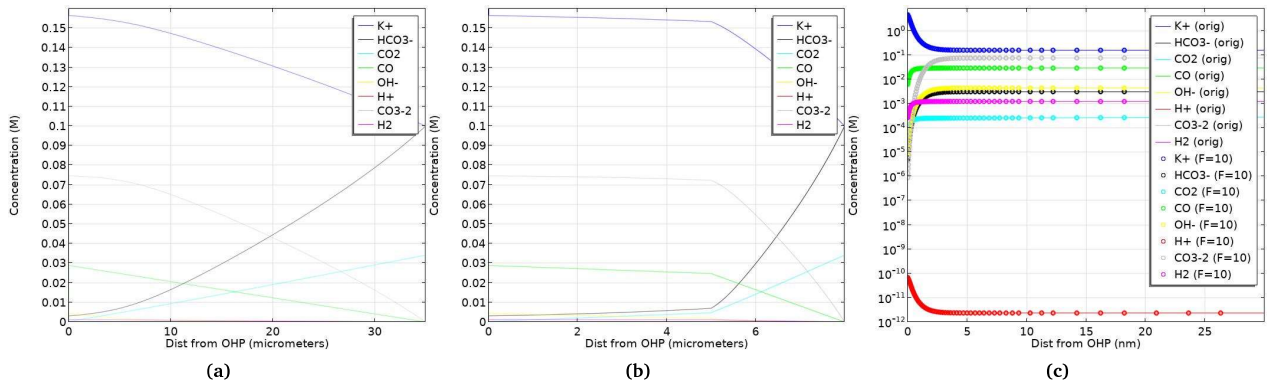 Concentration (M)
0.15
0.14
0.13
0.12
0.11
0.1
0.09
0.08
0.07
0.06
0.05
0.04
0.03
0.02
0.01
0
K+
HCO3-
CO2
CO
OH-
H+
CO3-2
H2
0 10 20 30
Dist from OHP (micrometers)
(a)
Concentration (M)
0.15
0.14
0.13
0.12
0.11
0.1
0.09
0.08
0.07
0.06
0.05
0.04
0.03
0.02
0.01
0
K+
HCO3-
CO2
CO
OH-
H+
CO3-2
H2
0 2 4 6
Dist from OHP (micrometers)
(b)
Concentration (M)
10⁰
10⁻¹
10⁻²
10⁻³
10⁻⁴
10⁻⁵
10⁻⁶
10⁻⁷
10⁻⁸
10⁻⁹
10⁻¹⁰
10⁻¹¹
10⁻¹²
K+ (orig)
HCO3- (orig)
CO2 (orig)
CO (orig)
OH- (orig)
H+ (orig)
CO3-2 (orig)
H2 (orig)
K+ (F=10)
HCO3- (F=10)
CO2 (F=10)
CO (F=10)
OH- (F=10)
H+ (F=10)
CO3-2 (F=10)
H2 (F=10)
0 5 10 15 20 25
Dist from OHP (nm)
(c)